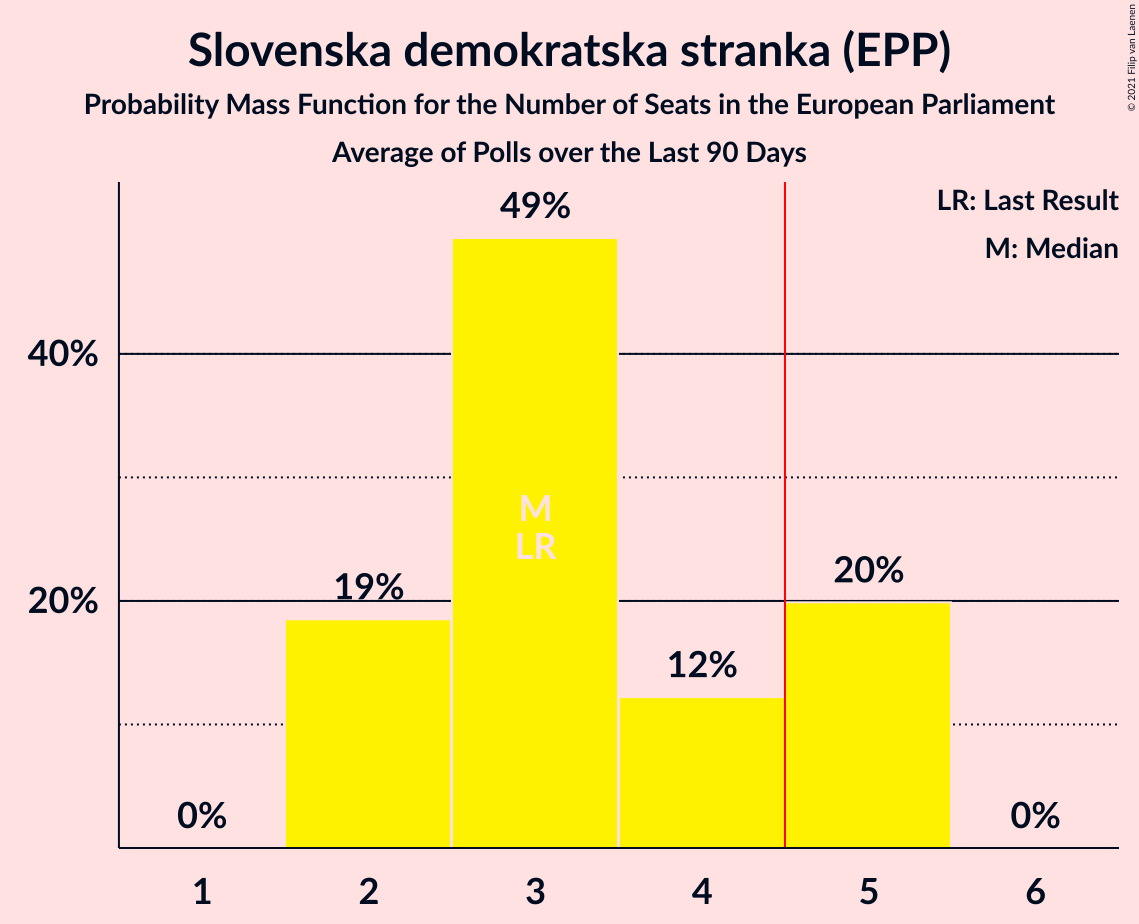 Slovenska demokratska stranka (EPP)
Probability Mass Function for the Number of Seats in the European Parliament
Average of Polls over the Last 90 Days
© 2021 Filip van Laenen
LR: Last Result
M: Median
49%
40%
M
LR
19%
20%
20%
12%
0%
0%
1 2 3 4 5 6